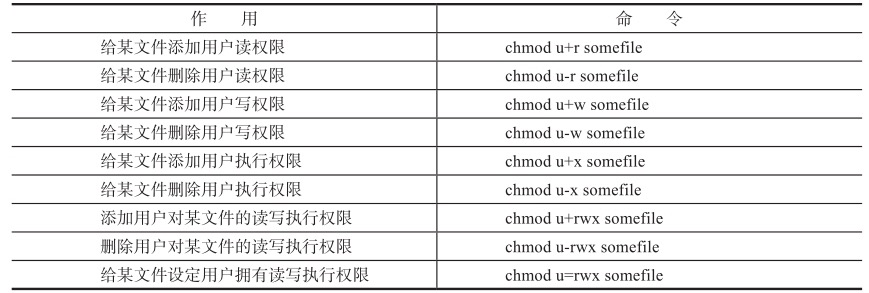 作 用 命 令
给某文件添加用户读权限 chmod u+r somefile
给某文件删除用户读权限 chmod u-r somefile
给某文件添加用户写权限 chmod u+w somefile
给某文件删除用户写权限 chmod u-w somefile
给某文件添加用户执行权限 chmod u+x somefile
给某文件删除用户执行权限 chmod u-x somefile
添加用户对某文件的读写执行权限 chmod u+rwx somefile
删除用户对某文件的读写执行权限 chmod u-rwx somefile
给某文件设定用户拥有读写执行权限 chmod u=rwx somefile